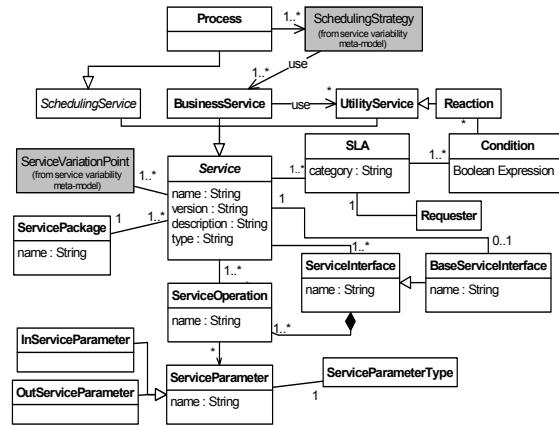 Process
1..*
SchedulingStrategy
(from service variability
meta-model)
1..*
use
SchedulingService
BusinessService
use
*
UtilityService
Reaction
*
ServiceVariationPoint
(from service variability
meta-model)
1..*
Service
name : String
version : String
description : String
type : String
1..*
SLA
category : String
1..*
Condition
Boolean Expression
1
Requester
ServicePackage
name : String
1
1..*
1
0..1
1..*
1..*
ServiceInterface
name : String
BaseServiceInterface
name : String
ServiceOperation
name : String
1..*
*
InServiceParameter
OutServiceParameter
ServiceParameter
name : String
1
ServiceParameterType